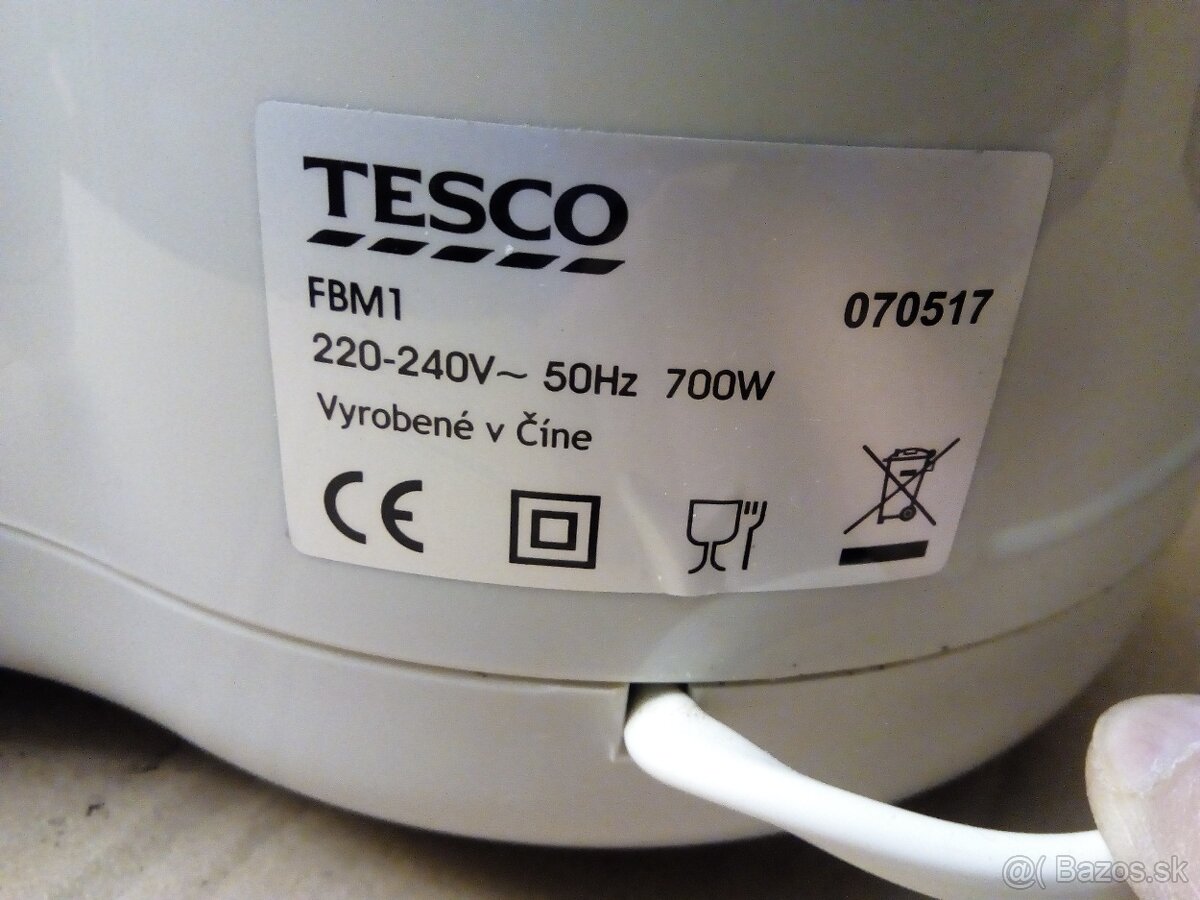 TESCO
FBM1
070517
220-240V~ 50Hz 700W
Vyrobené v Číne
CE
@( Bazos.sk